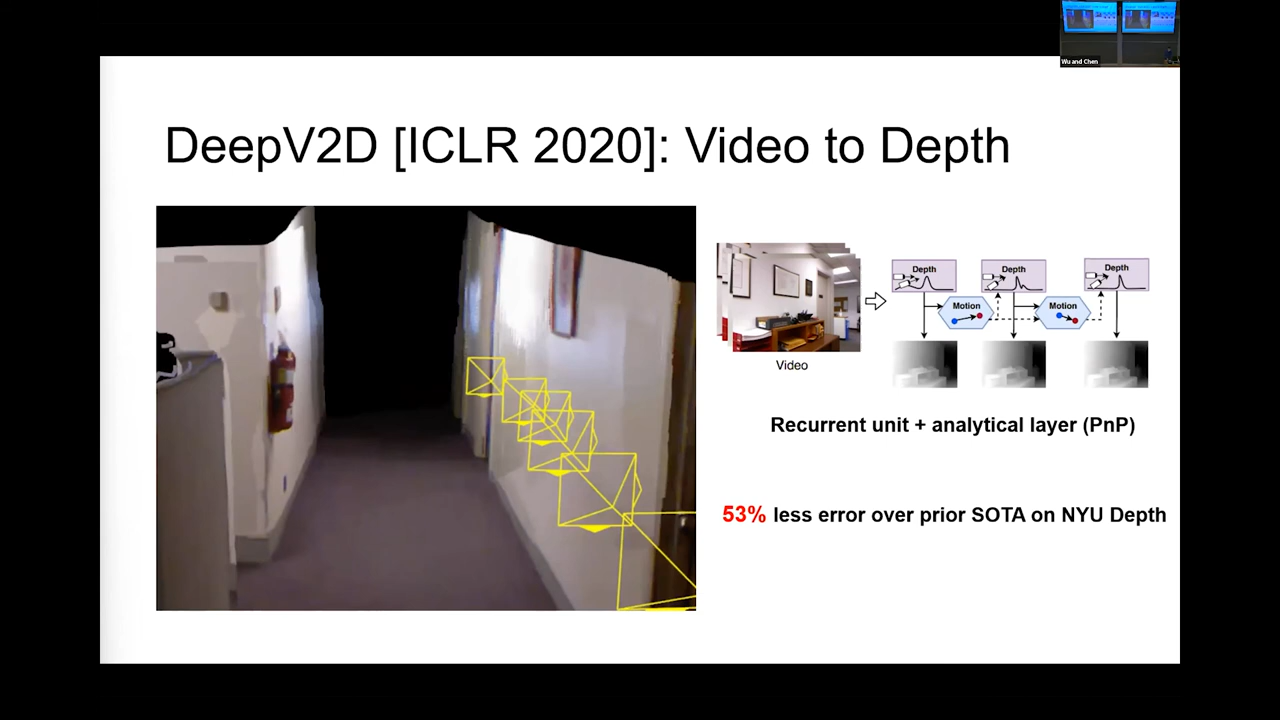 Wu and Chen
DeepV2D [ICLR 2020]: Video to Depth
Depth
Depth
Depth
Motion
Motion
Video
Recurrent unit + analytical layer (PnP)
53% less error over prior SOTA on NYU Depth